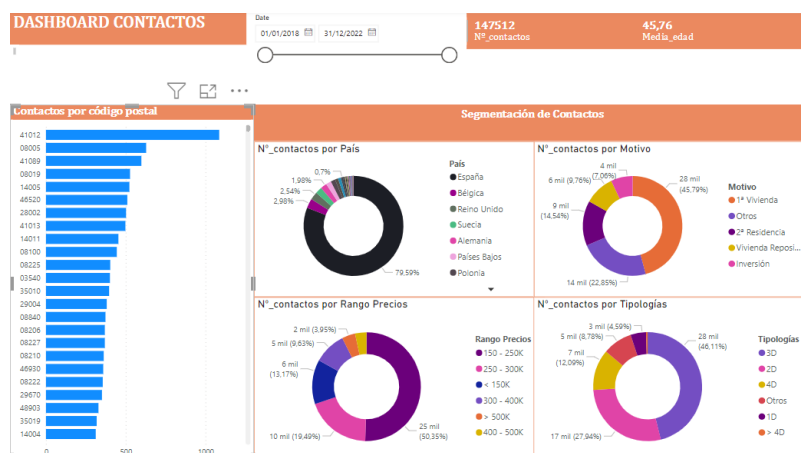 DASHBOARD CONTACTOS
Date
01/01/2018 31/12/2022
147512
Nº_contactos
45,76
Media_edad
Contactos por código postal
41012
08005
41089
08019
14005
46520
28002
41013
14011
08100
08225
03540
35010
29004
08840
08206
08227
08210
46930
08222
29670
48903
35019
14004
0 500 1000
Segmentación de Contactos
N°_contactos por País
0,7%
1,98%
2,54%
2,98%
79,59%
País
España
Bélgica
Reino Unido
Suecia
Alemania
Países Bajos
Polonia
N°_contactos por Motivo
4 mil
(7,06%)
6 mil (9,76%)
9 mil
(14,54%)
14 mil (22,85%)
28 mil
(45,79%)
Motivo
1ª Vivienda
Otros
2ª Residencia
Vivienda Reposi...
Inversión
N°_contactos por Rango Precios
2 mil (3,95%)
5 mil (9,63%)
6 mil
(13,17%)
10 mil (19,49%)
25 mil
(50,35%)
Rango Precios
150 - 250K
250 - 300K
< 150K
300 - 400K
> 500K
400 - 500K
N°_contactos por Tipologías
3 mil (4,59%)
5 mil (8,78%)
7 mil
(12,09%)
17 mil (27,94%)
28 mil
(46,11%)
Tipologías
3D
2D
4D
Otros
1D
> 4D